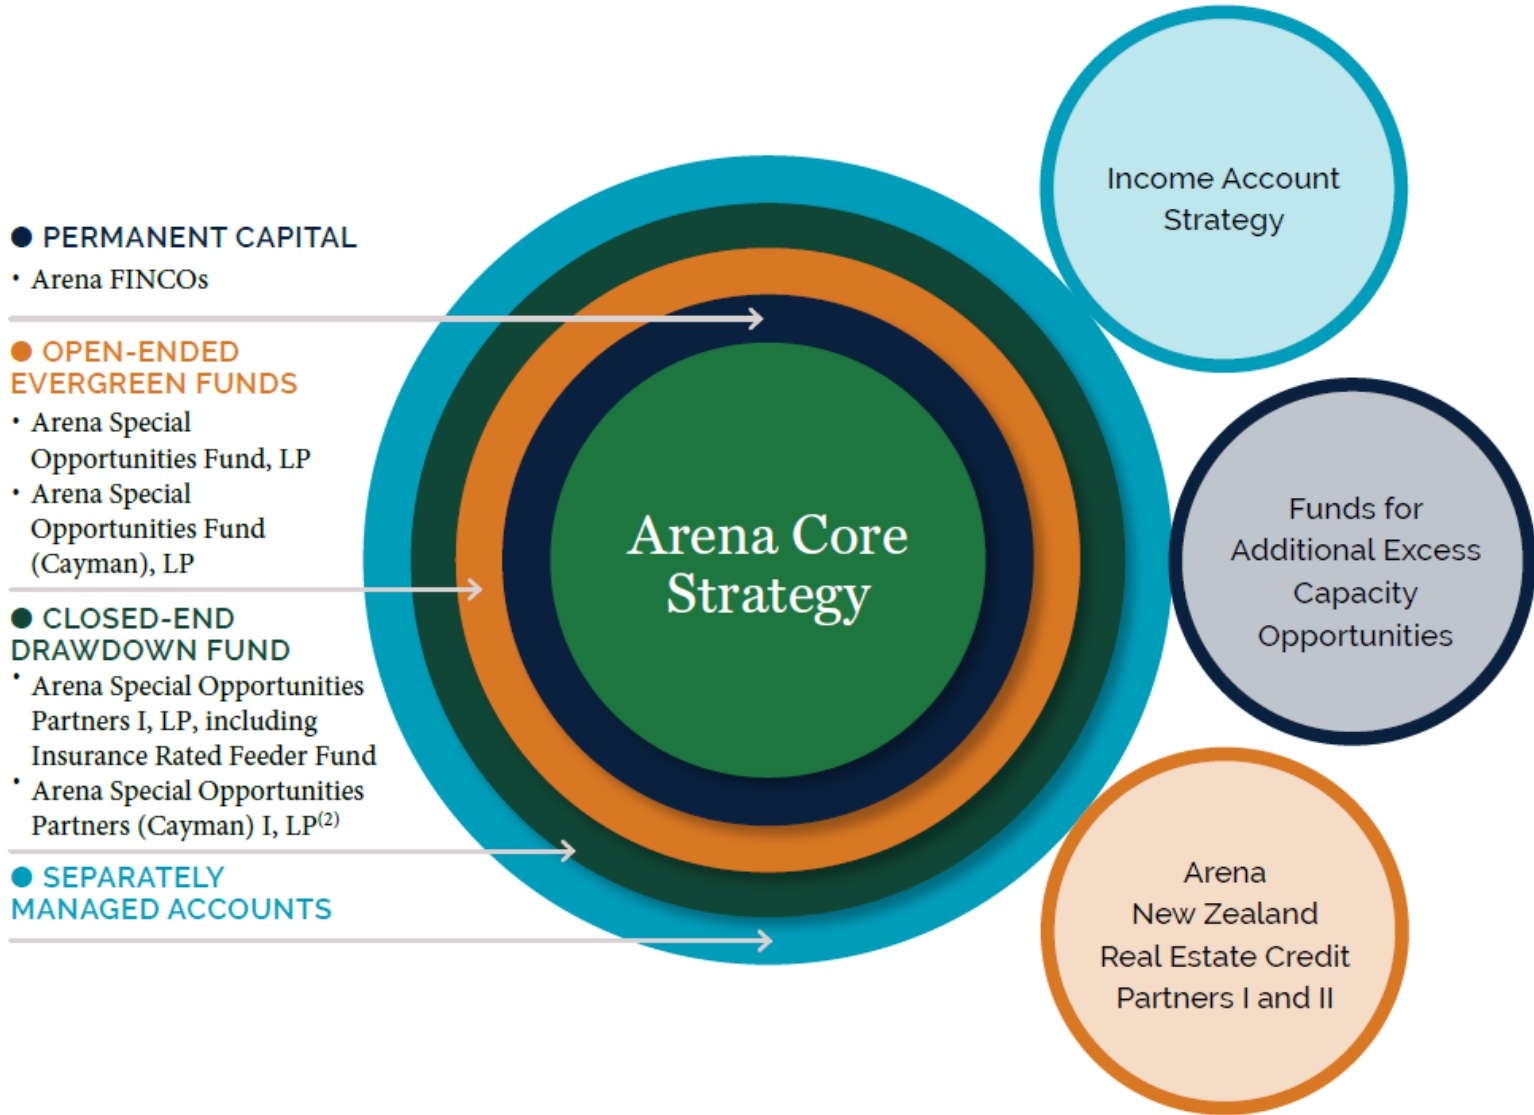 PERMANENT CAPITAL
• Arena FINCOs
OPEN-ENDED
EVERGREEN FUNDS
• Arena Special
Opportunities Fund, LP
• Arena Special
Opportunities Fund
(Cayman), LP
CLOSED-END
DRAWDOWN FUND
• Arena Special Opportunities
Partners I, LP, including
Insurance Rated Feeder Fund
• Arena Special Opportunities
Partners (Cayman) I, LP(2)
SEPARATELY
MANAGED ACCOUNTS
Arena Core
Strategy
Income Account
Strategy
Funds for
Additional Excess
Capacity
Opportunities
Arena
New Zealand
Real Estate Credit
Partners I and II